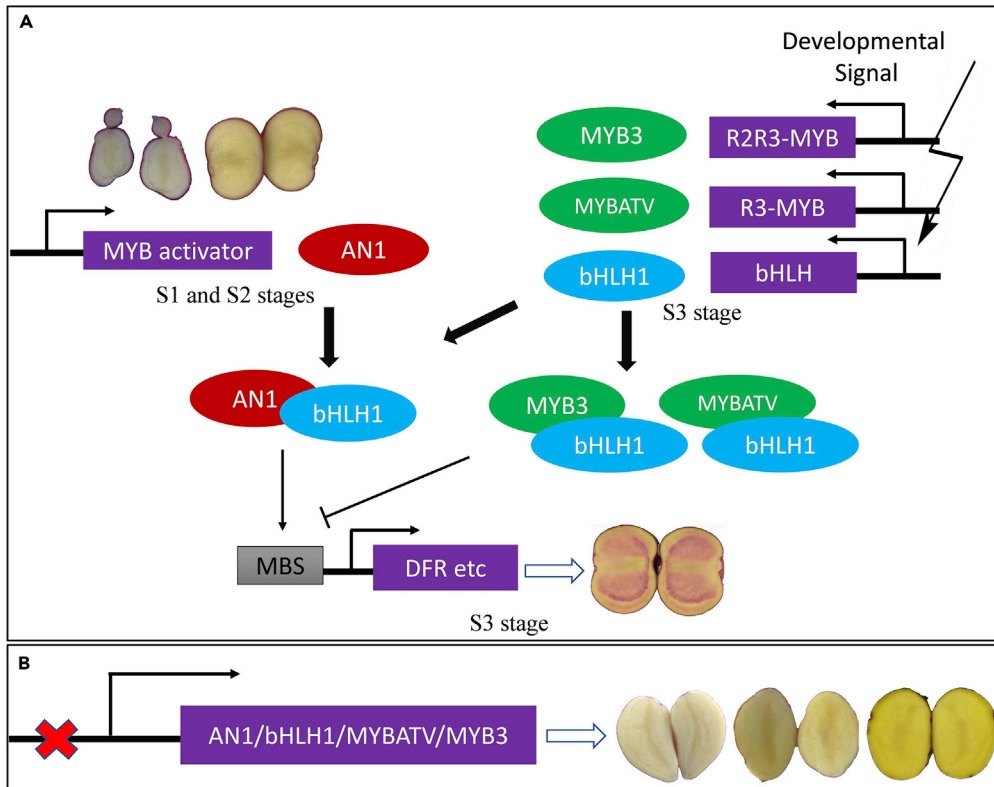 A
Developmental
Signal
MYB3
R2R3-MYB
MYBATV
R3-MYB
MYB activator
AN1
bHLH1
bHLH
S1 and S2 stages
S3 stage
AN1
bHLH1
MYB3
bHLH1
MYBATV
bHLH1
MBS
DFR etc
S3 stage
B
AN1/bHLH1/MYBATV/MYB3